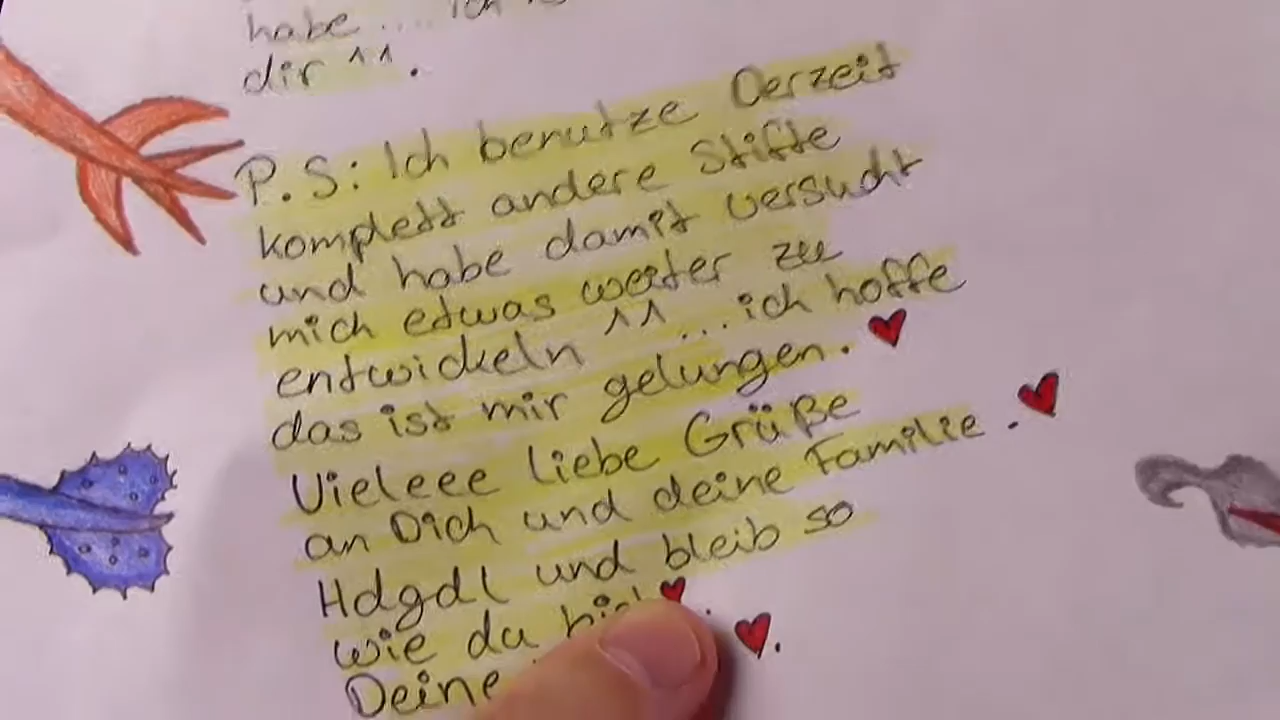 habe .... ich
dir ^^.
P.S: Ich benutze Derzeit
komplett andere Stifte
und habe damit versucht
mich etwas weiter zu
entwickeln ^^ ... ich hoffe
das ist mir gelungen. ♥
Vieleee liebe Grüße
an Dich und deine Familie. ♥
Hdgdl und bleib so
wie du ♥.
Deine ♥.